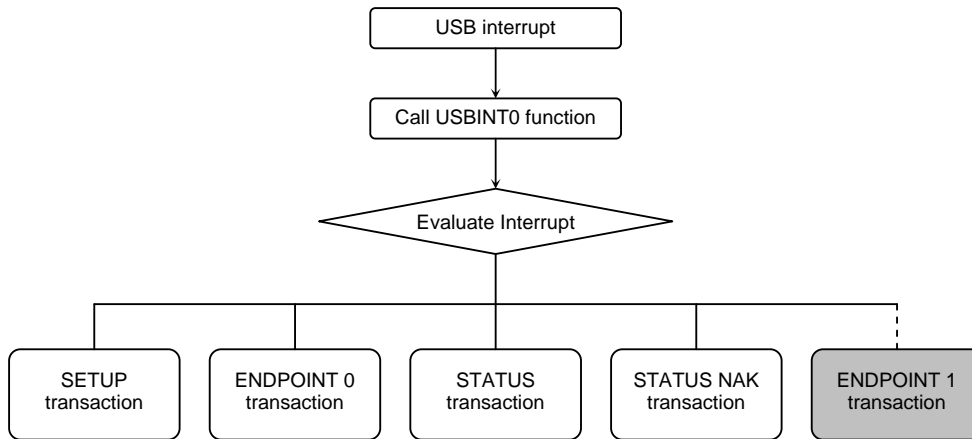 USB interrupt
Call USBINT0 function
Evaluate Interrupt
SETUP
transaction
ENDPOINT 0
transaction
STATUS
transaction
STATUS NAK
transaction
ENDPOINT 1
transaction